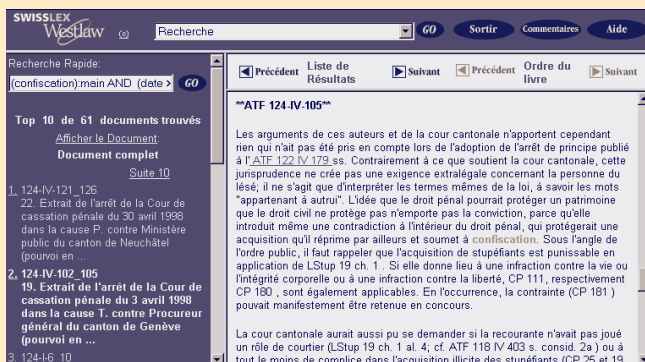 SWISSLEX
Westlaw (c)
Recherche
GO
Sortir
Commentaires
Aide
Recherche Rapide:
(confiscation):main AND (date >
GO
Top 10 de 61 documents trouvés
Afficher le Document:
Document complet
Suite 10
1. 124-IV-121_126
22. Extrait de l'arrêt de la Cour de
cassation pénale du 30 avril 1998
dans la cause P. contre Ministère
public du canton de Neuchâtel
(pourvoi en ...
2. 124-IV-102_105
19. Extrait de l'arrêt de la Cour de
cassation pénale du 3 avril 1998
dans la cause T. contre Procureur
général du canton de Genève
(pourvoi en ...
3. 124-I-6_10
Précédent
Liste de
Résultats
Suivant
Précédent
Ordre du
livre
Suivant
**ATF 124-IV-105**
Les arguments de ces auteurs et de la cour cantonale n'apportent cependant
rien qui n'ait pas été pris en compte lors de l'adoption de l'arrêt de principe publié
à l' ATF 122 IV 179 ss. Contrairement à ce que soutient la cour cantonale, cette
jurisprudence ne crée pas une exigence extralégale concernant la personne du
lésé; il ne s'agit que d'interpréter les termes mêmes de la loi, à savoir les mots
"appartenant à autrui". L'idée que le droit pénal pourrait protéger un patrimoine
que le droit civil ne protège pas n'emporte pas la conviction, parce qu'elle
introduit même une contradiction à l'intérieur du droit pénal, qui protégerait une
acquisition qu'il réprime par ailleurs et soumet à confiscation. Sous l'angle de
l'ordre public, il faut rappeler que l'acquisition de stupéfiants est punissable en
application de LStup 19 ch. 1 . Si elle donne lieu à une infraction contre la vie ou
l'intégrité corporelle ou à une infraction contre la liberté, CP 111, respectivement
CP 180 , sont également applicables. En l'occurrence, la contrainte (CP 181 )
pouvait manifestement être retenue en concours.
La cour cantonale aurait aussi pu se demander si la recourante n'avait pas joué
un rôle de courtier (LStup 19 ch. 1 al. 4; cf. ATF 118 IV 403 s. consid. 2a ) ou à
tout le moins de complice dans l'acquisition illicite des stupéfiants (CP 25 et 19